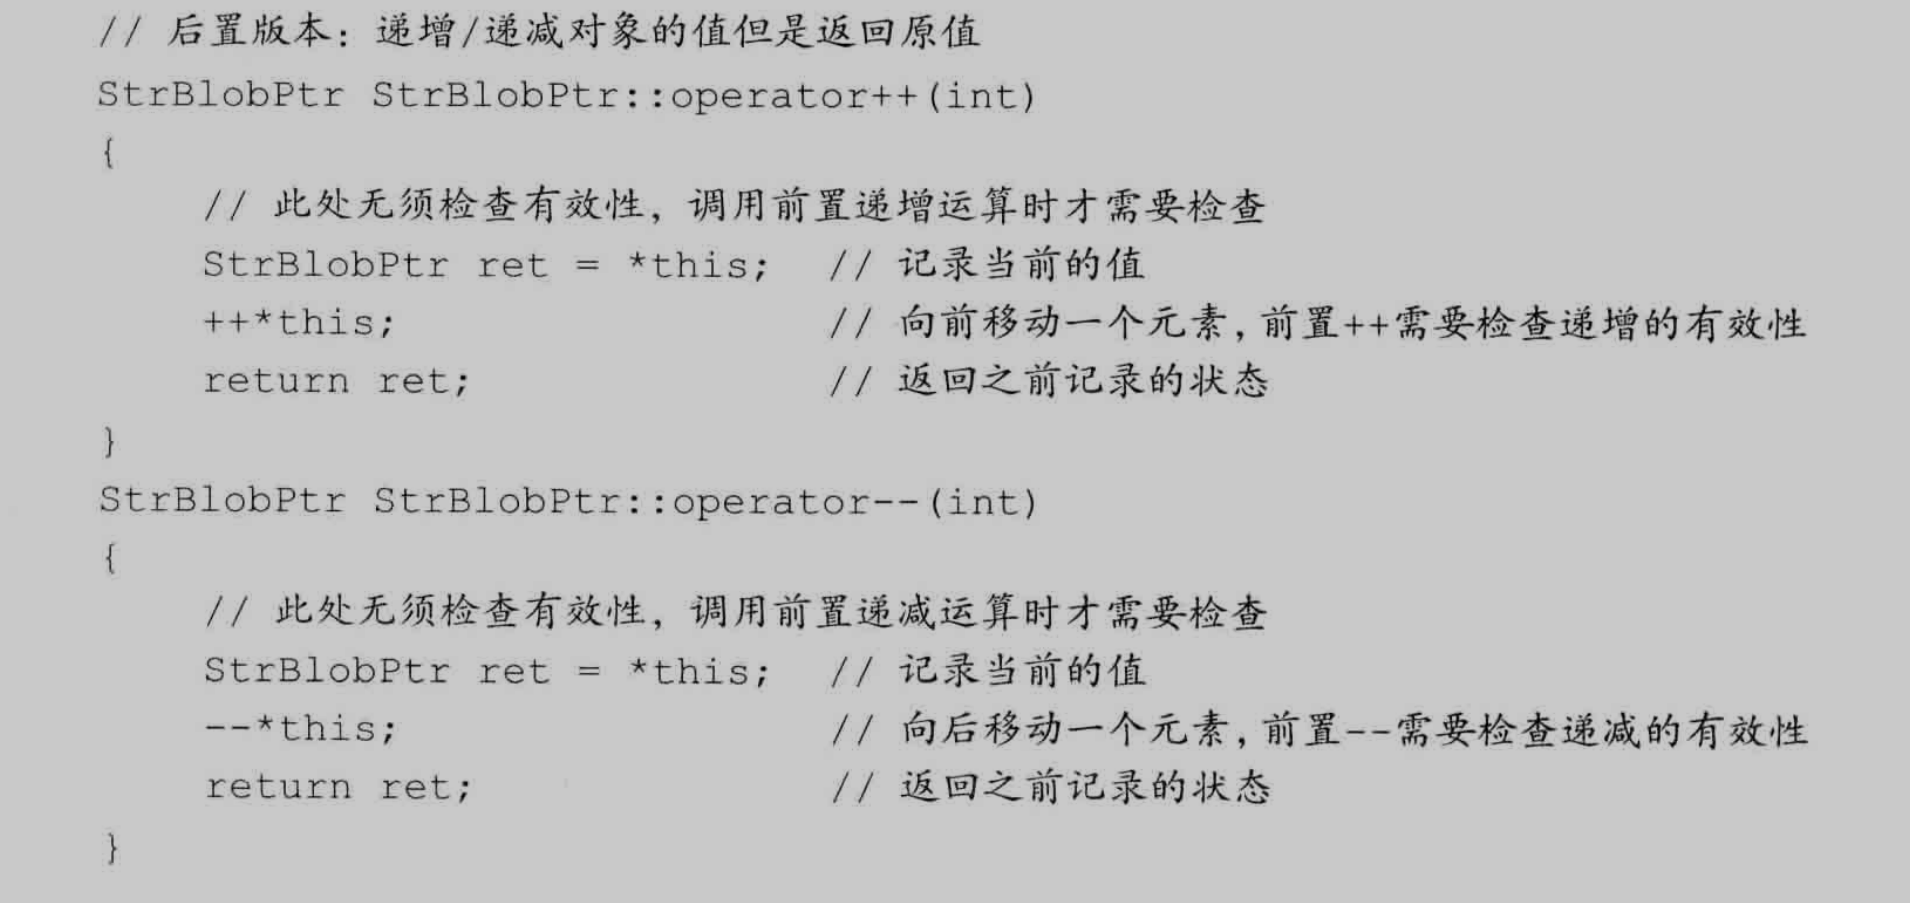 // 后置版本：递增/递减对象的值但是返回原值
StrBlobPtr StrBlobPtr::operator++(int)
{
// 此处无须检查有效性，调用前置递增运算时才需要检查
StrBlobPtr ret = *this; // 记录当前的值
++*this; // 向前移动一个元素，前置++需要检查递增的有效性
return ret; // 返回之前记录的状态
}
StrBlobPtr StrBlobPtr::operator--(int)
{
// 此处无须检查有效性，调用前置递减运算时才需要检查
StrBlobPtr ret = *this; // 记录当前的值
--*this; // 向后移动一个元素，前置--需要检查递减的有效性
return ret; // 返回之前记录的状态
}